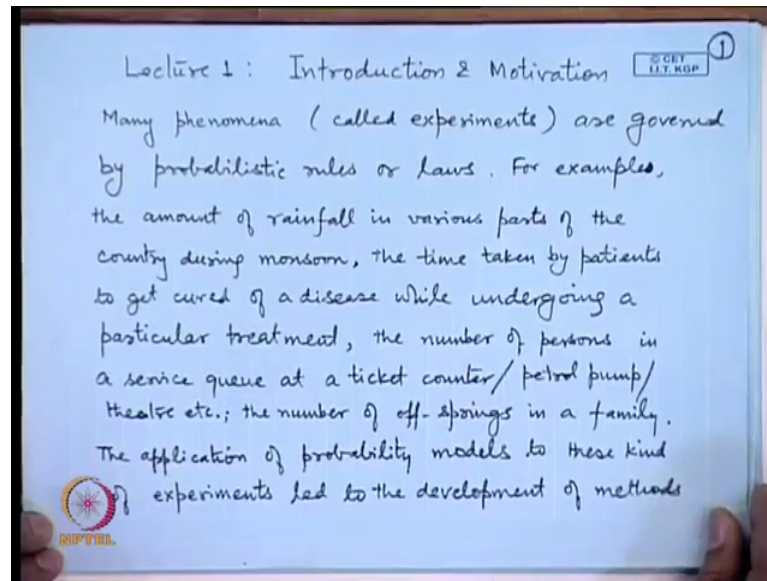 Lecture 1 : Introduction & Motivation
© CET
I.I.T. KGP
1
Many phenomena (called experiments) are governed
by probabilistic rules or laws. For examples,
the amount of rainfall in various parts of the
country during monsoon, the time taken by patients
to get cured of a disease while undergoing a
particular treatment, the number of persons in
a service queue at a ticket counter/petrol pump/
theatre etc.; the number of off-springs in a family.
The application of probability models to these kind
of experiments led to the development of methods
NPTEL